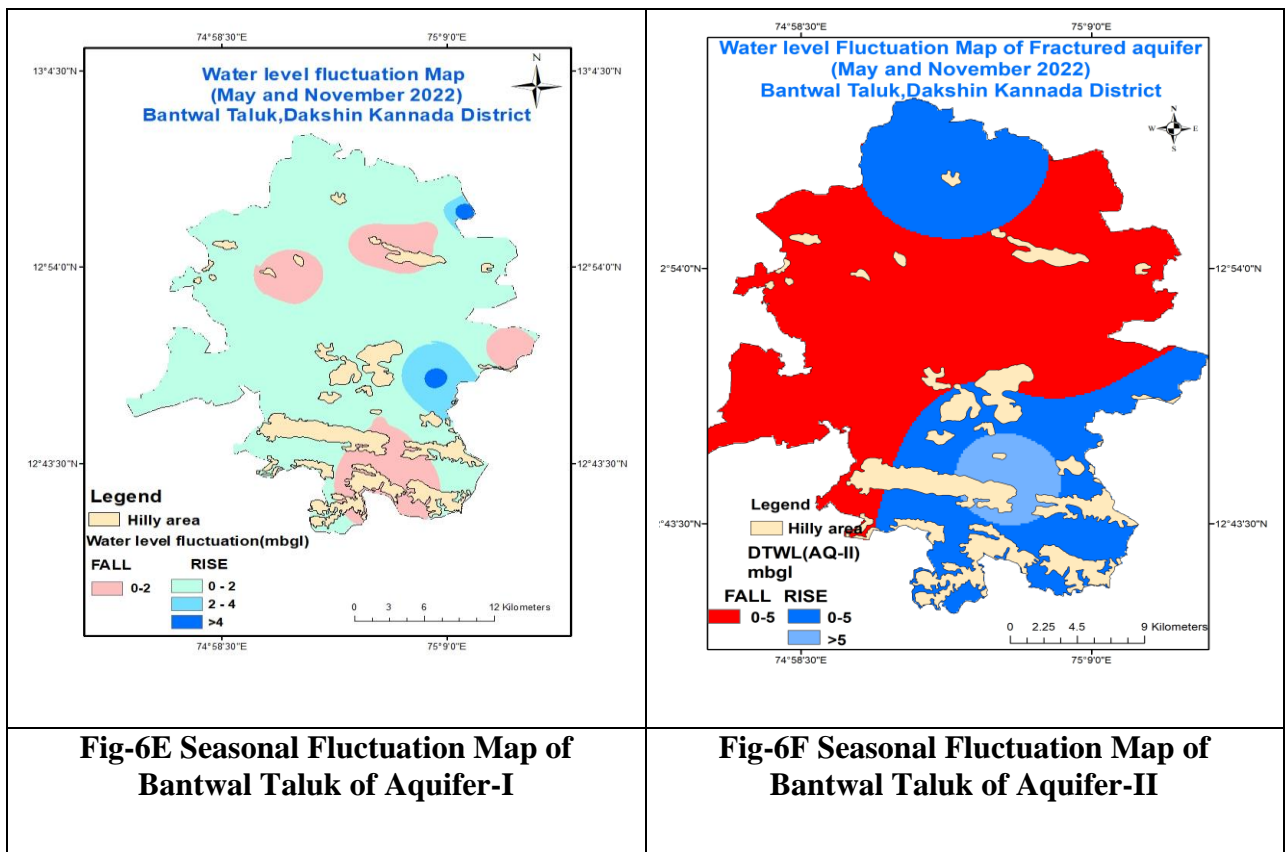 74°58'30"E
75°9'0"E
13°4'30"N
13°4'30"N
Water level fluctuation Map
(May and November 2022)
Bantwal Taluk,Dakshin Kannada District
N
12°54'0"N
12°54'0"N
12°43'30"N
12°43'30"N
Legend
Hilly area
Water level fluctuation(mbgl)
FALL
RISE
0-2
0 - 2
2 - 4
>4
0 3 6 12 Kilometers
74°58'30"E
75°9'0"E
74°58'30"E
75°9'0"E
Water level Fluctuation Map of Fractured aquifer
(May and November 2022)
Bantwal Taluk,Dakshin Kannada District
N
W
E
S
2°54'0"N
12°54'0"N
2°43'30"N
12°43'30"N
Legend
Hilly area
DTWL(AQ-II)
mbgl
FALL RISE
0-5
0-5
>5
0 2.25 4.5 9 Kilometers
74°58'30"E
75°9'0"E
Fig-6E Seasonal Fluctuation Map of
Bantwal Taluk of Aquifer-I
Fig-6F Seasonal Fluctuation Map of
Bantwal Taluk of Aquifer-II